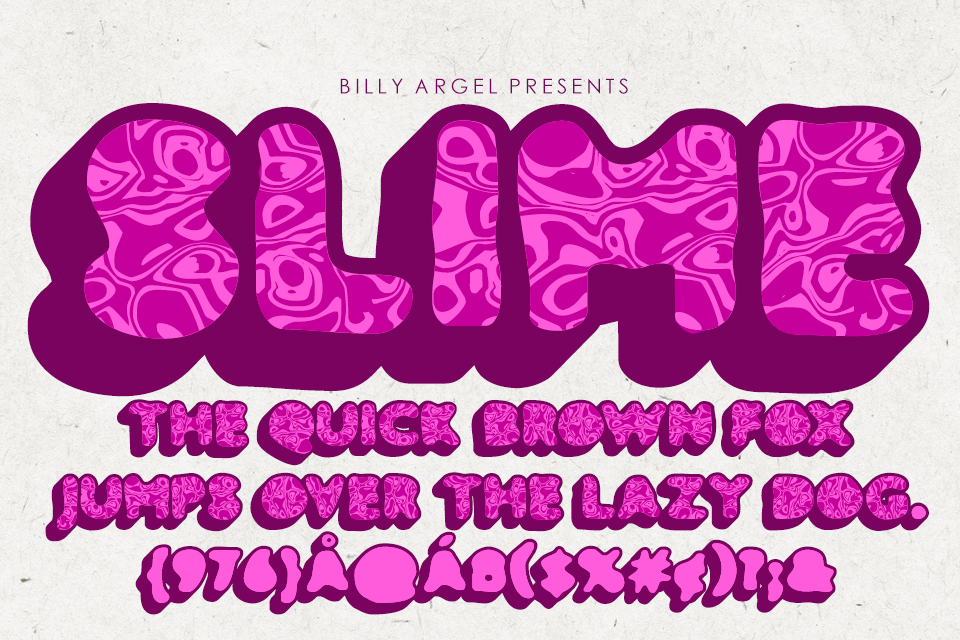 BILLY ARGEL PRESENTS
SLIME
THE QUICK BROWN FOX
JUMPS OVER THE LAZY DOG.